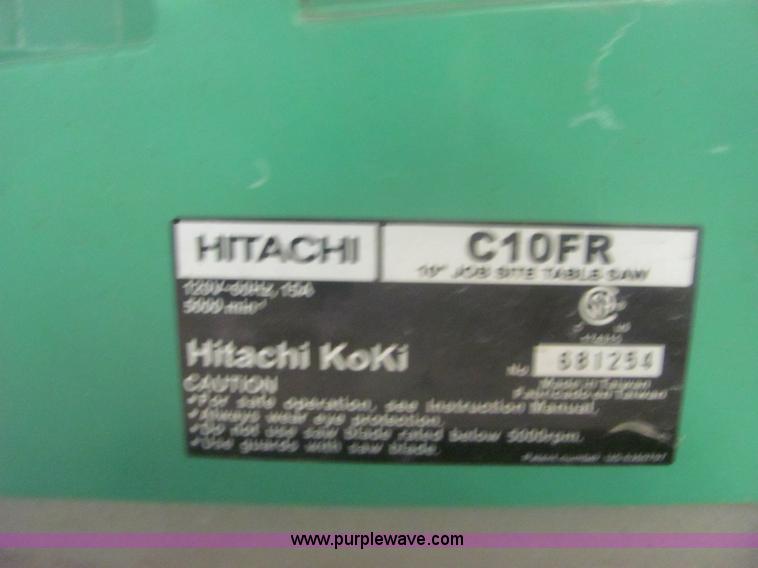 HITACHI
C10FR
10" JOB SITE TABLE SAW
120V~60Hz, 15A
5000 min⁻¹
Hitachi Koki
No 681254
Made in Taiwan
Fabricado en Taiwan
CAUTION
*For safe operation, see Instruction Manual.
*Always wear eye protection.
*Do not use saw blade rated below 5000rpm.
*Use guards with saw blade.
Patent number
www.purplewave.com